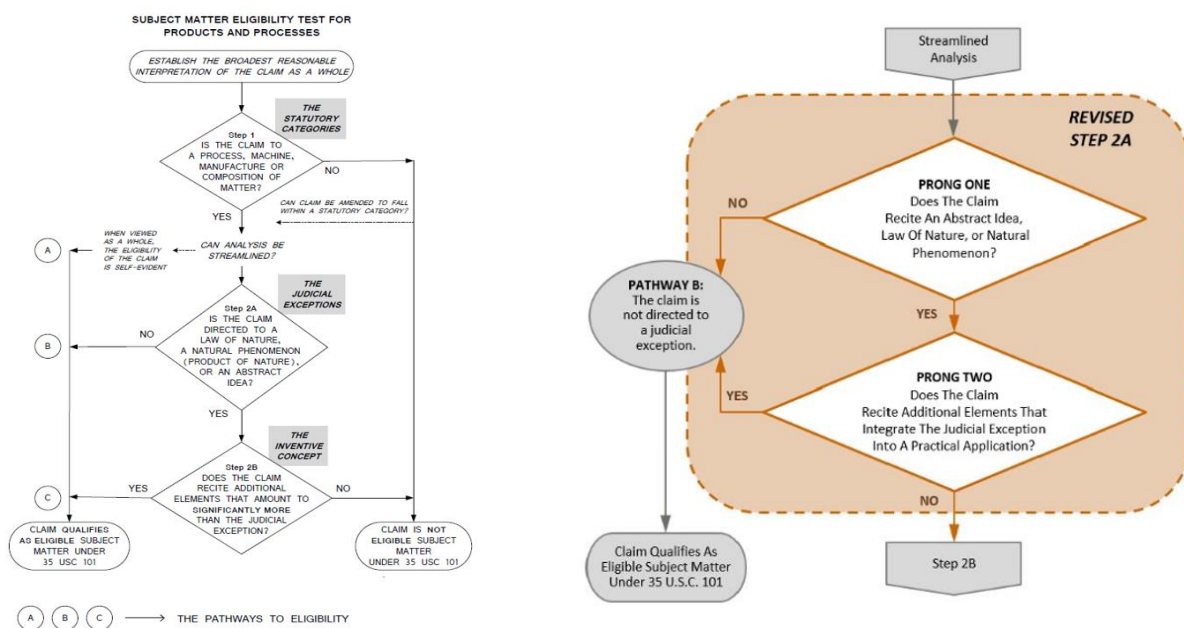 SUBJECT MATTER ELIGIBILITY TEST FOR
PRODUCTS AND PROCESSES
ESTABLISH THE BROADEST REASONABLE
INTERPRETATION OF THE CLAIM AS A WHOLE
THE
STATUTORY
CATEGORIES
Step 1
IS THE CLAIM TO
A PROCESS, MACHINE,
MANUFACTURE OR
COMPOSITION OF
MATTER?
NO
YES
CAN CLAIM BE AMENDED TO FALL
WITHIN A STATUTORY CATEGORY?
WHEN VIEWED
AS A WHOLE,
THE ELIGIBILITY
OF THE CLAIM
IS SELF-EVIDENT
A
CAN ANALYSIS BE
STREAMLINED?
THE
JUDICIAL
EXCEPTIONS
Step 2A
IS THE CLAIM
DIRECTED TO A
LAW OF NATURE,
A NATURAL PHENOMENON
(PRODUCT OF NATURE),
OR AN ABSTRACT
IDEA?
NO
B
YES
THE
INVENTIVE
CONCEPT
Step 2B
DOES THE CLAIM
RECITE ADDITIONAL
ELEMENTS THAT AMOUNT TO
SIGNIFICANTLY MORE
THAN THE JUDICIAL
EXCEPTION?
YES
NO
C
CLAIM QUALIFIES
AS ELIGIBLE SUBJECT
MATTER UNDER
35 USC 101
CLAIM IS NOT
ELIGIBLE SUBJECT
MATTER
UNDER 35 USC 101
A B C THE PATHWAYS TO ELIGIBILITY
Streamlined
Analysis
REVISED
STEP 2A
PRONG ONE
Does The Claim
Recite An Abstract Idea,
Law Of Nature, or Natural
Phenomenon?
NO
YES
PATHWAY B:
The claim is
not directed to
a judicial
exception.
PRONG TWO
Does The Claim
Recite Additional Elements That
Integrate The Judicial Exception
Into A Practical Application?
YES
NO
Claim Qualifies As
Eligible Subject Matter
Under 35 U.S.C. 101
Step 2B